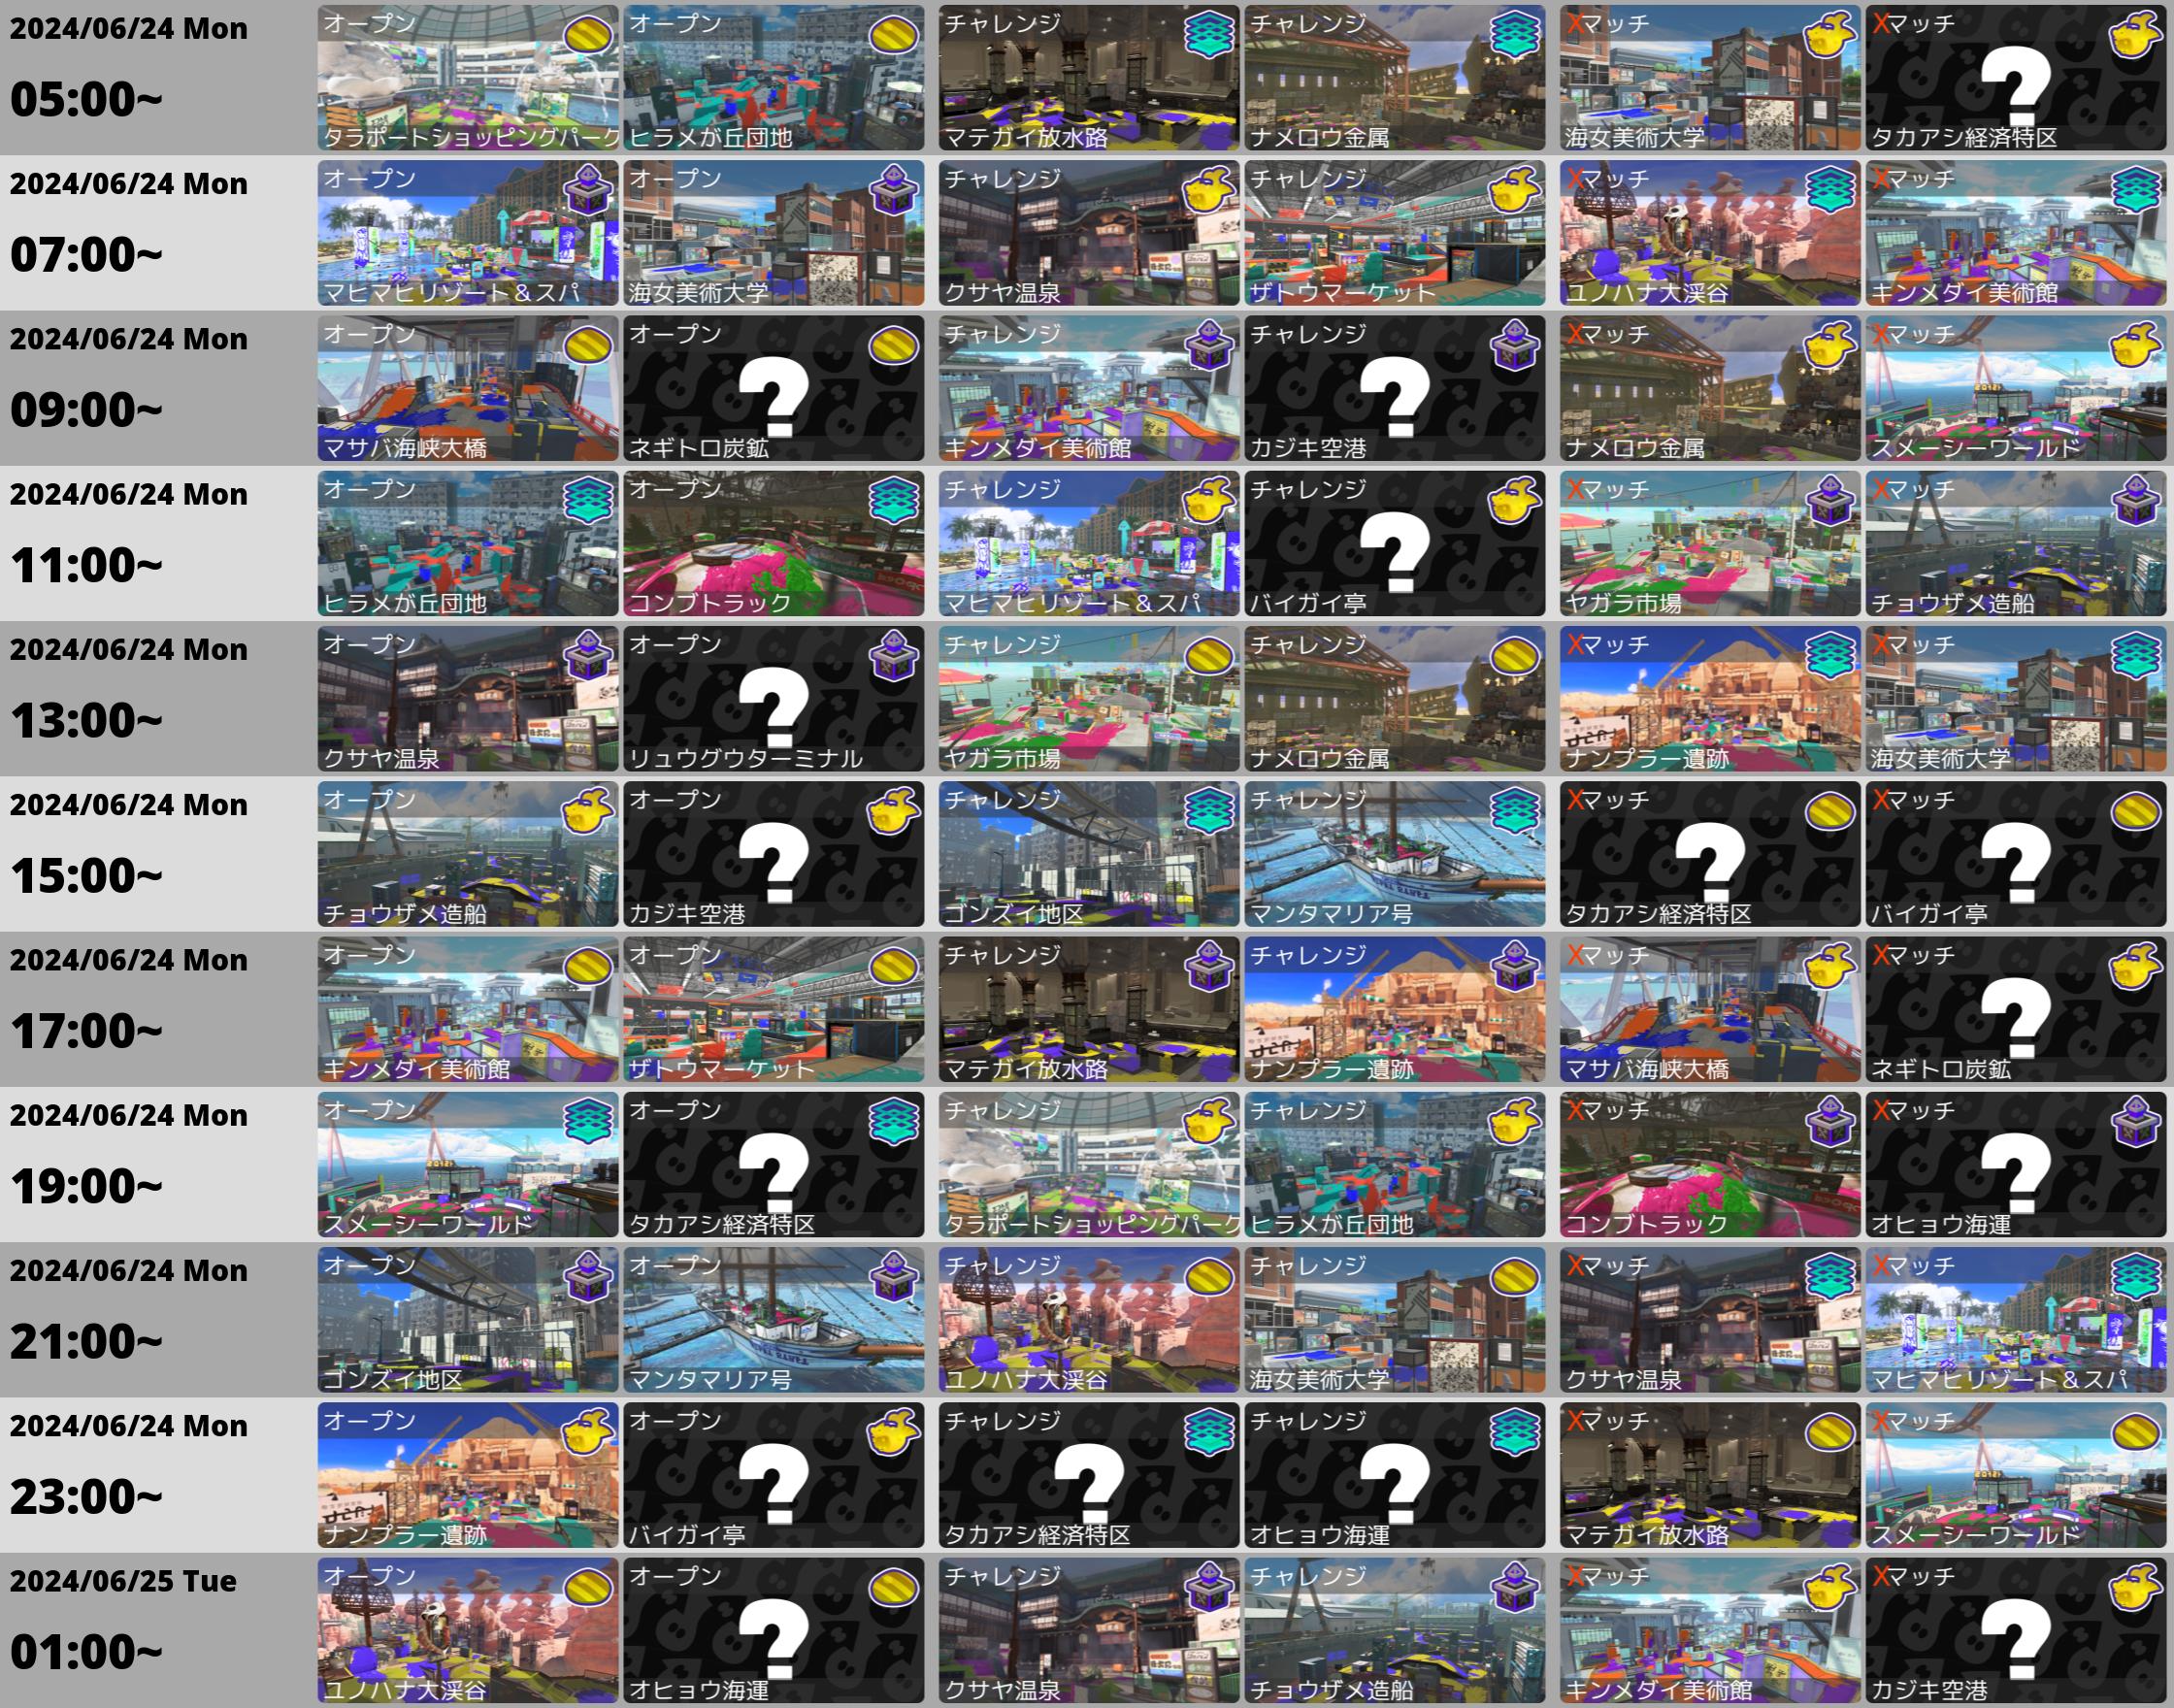 2024/06/24 Mon
05:00~
オープン
タラポートショッピングパーク
オープン
ヒラメが丘団地
チャレンジ
マテガイ放水路
チャレンジ
ナメロウ金属
Xマッチ
海女美術大学
Xマッチ
タカアシ経済特区
2024/06/24 Mon
07:00~
オープン
マヒマヒリゾート＆スパ
オープン
海女美術大学
チャレンジ
クサヤ温泉
チャレンジ
ザトウマーケット
Xマッチ
ユノハナ大渓谷
Xマッチ
キンメダイ美術館
2024/06/24 Mon
09:00~
オープン
マサバ海峡大橋
オープン
ネギトロ炭鉱
チャレンジ
キンメダイ美術館
チャレンジ
カジキ空港
Xマッチ
ナメロウ金属
Xマッチ
スメーシーワールド
2024/06/24 Mon
11:00~
オープン
ヒラメが丘団地
オープン
コンブトラック
チャレンジ
マヒマヒリゾート＆スパ
チャレンジ
バイガイ亭
Xマッチ
ヤガラ市場
Xマッチ
チョウザメ造船
2024/06/24 Mon
13:00~
オープン
クサヤ温泉
オープン
リュウグウターミナル
チャレンジ
ヤガラ市場
チャレンジ
ナメロウ金属
Xマッチ
ナンプラー遺跡
Xマッチ
海女美術大学
2024/06/24 Mon
15:00~
オープン
チョウザメ造船
オープン
カジキ空港
チャレンジ
ゴンズイ地区
チャレンジ
マンタマリア号
Xマッチ
タカアシ経済特区
Xマッチ
バイガイ亭
2024/06/24 Mon
17:00~
オープン
キンメダイ美術館
オープン
ザトウマーケット
チャレンジ
マテガイ放水路
チャレンジ
ナンプラー遺跡
Xマッチ
マサバ海峡大橋
Xマッチ
ネギトロ炭鉱
2024/06/24 Mon
19:00~
オープン
スメーシーワールド
オープン
タカアシ経済特区
チャレンジ
タラポートショッピングパーク
チャレンジ
ヒラメが丘団地
Xマッチ
コンブトラック
Xマッチ
オヒョウ海運
2024/06/24 Mon
21:00~
オープン
ゴンズイ地区
オープン
マンタマリア号
チャレンジ
ユノハナ大渓谷
チャレンジ
海女美術大学
Xマッチ
クサヤ温泉
Xマッチ
マヒマヒリゾート＆スパ
2024/06/24 Mon
23:00~
オープン
ナンプラー遺跡
オープン
バイガイ亭
チャレンジ
タカアシ経済特区
チャレンジ
オヒョウ海運
Xマッチ
マテガイ放水路
Xマッチ
スメーシーワールド
2024/06/25 Tue
01:00~
オープン
ユノハナ大渓谷
オープン
オヒョウ海運
チャレンジ
クサヤ温泉
チャレンジ
チョウザメ造船
Xマッチ
キンメダイ美術館
Xマッチ
カジキ空港